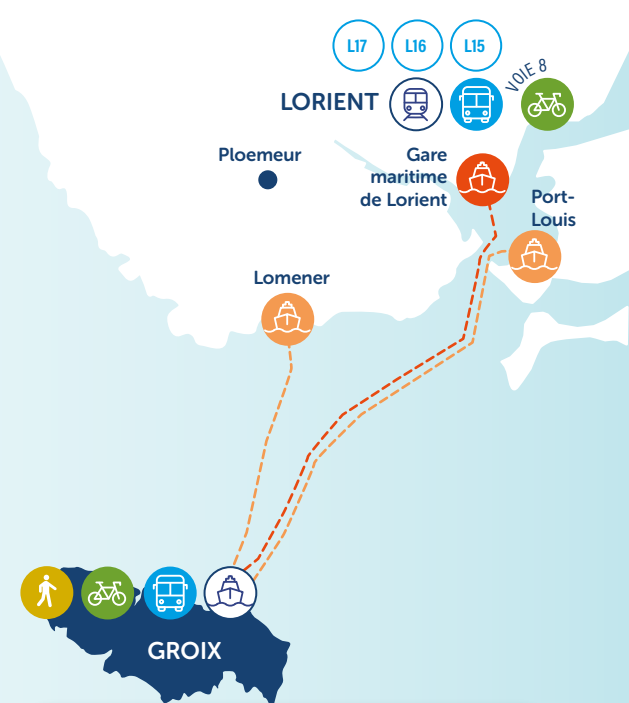 L17
L16
L15
VOIE 8
LORIENT
Ploemeur
Gare
maritime
de Lorient
Port-
Louis
Lomener
GROIX